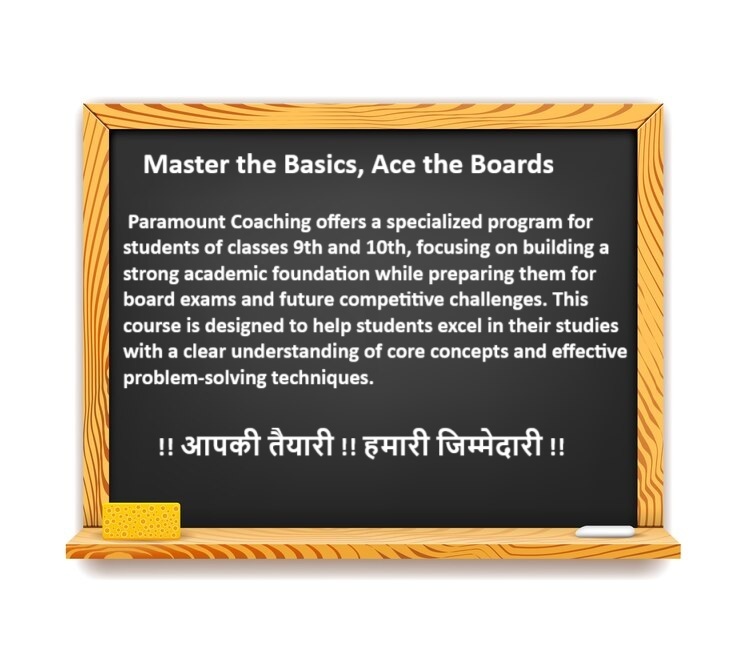 Master the Basics, Ace the Boards
Paramount Coaching offers a specialized program for
students of classes 9th and 10th, focusing on building a
strong academic foundation while preparing them for
board exams and future competitive challenges. This
course is designed to help students excel in their studies
with a clear understanding of core concepts and effective
problem-solving techniques.
!! आपकी तैयारी !! हमारी जिम्मेदारी !!